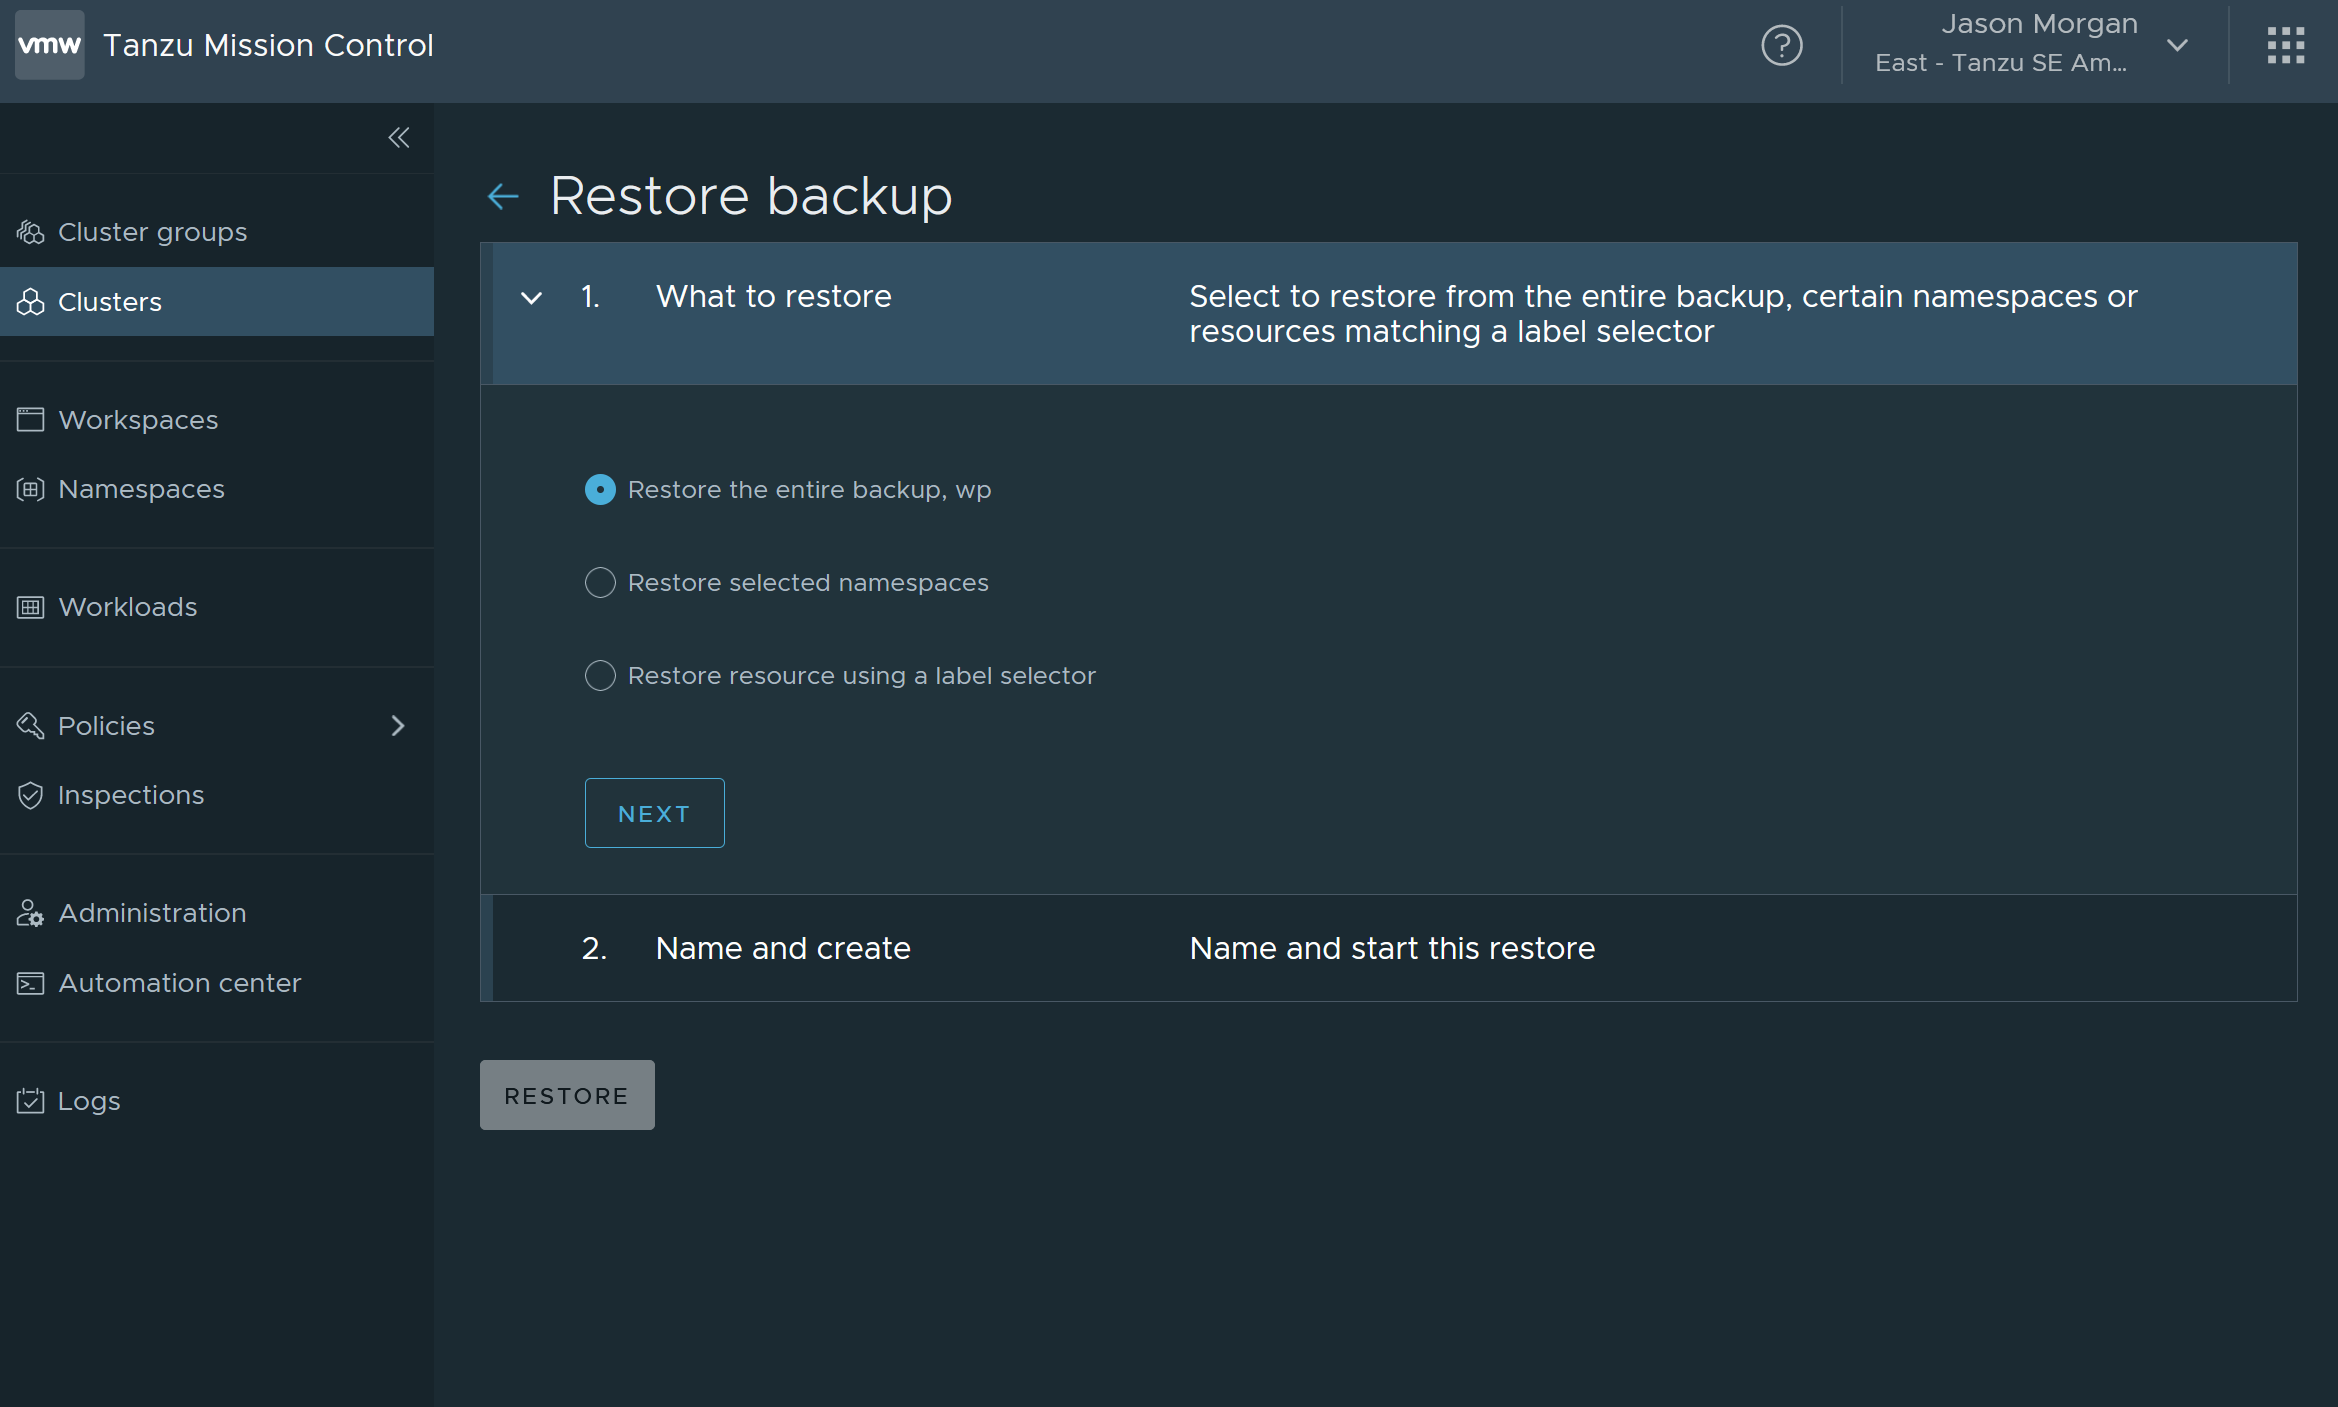 vmw Tanzu Mission Control
Jason Morgan
East - Tanzu SE Am...
Cluster groups
Clusters
Workspaces
Namespaces
Workloads
Policies
Inspections
Administration
Automation center
Logs
Restore backup
1. What to restore
Select to restore from the entire backup, certain namespaces or
resources matching a label selector
Restore the entire backup, wp
Restore selected namespaces
Restore resource using a label selector
NEXT
2. Name and create
Name and start this restore
RESTORE